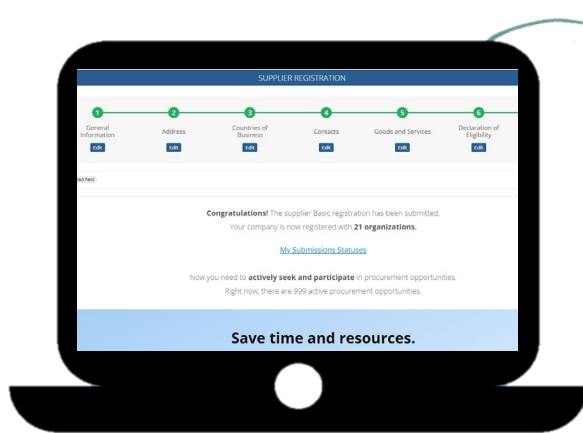 SUPPLIER REGISTRATION
1 2 3 4 5 6
General Information Address Countries of Business Contacts Goods and Services Declaration of Eligibility
Edit Edit Edit Edit Edit Edit
red field
Congratulations! The supplier Basic registration has been submitted.
Your company is now registered with 21 organizations.
My Submissions Statuses
Now you need to actively seek and participate in procurement opportunities.
Right now, there are 999 active procurement opportunities.
Save time and resources.